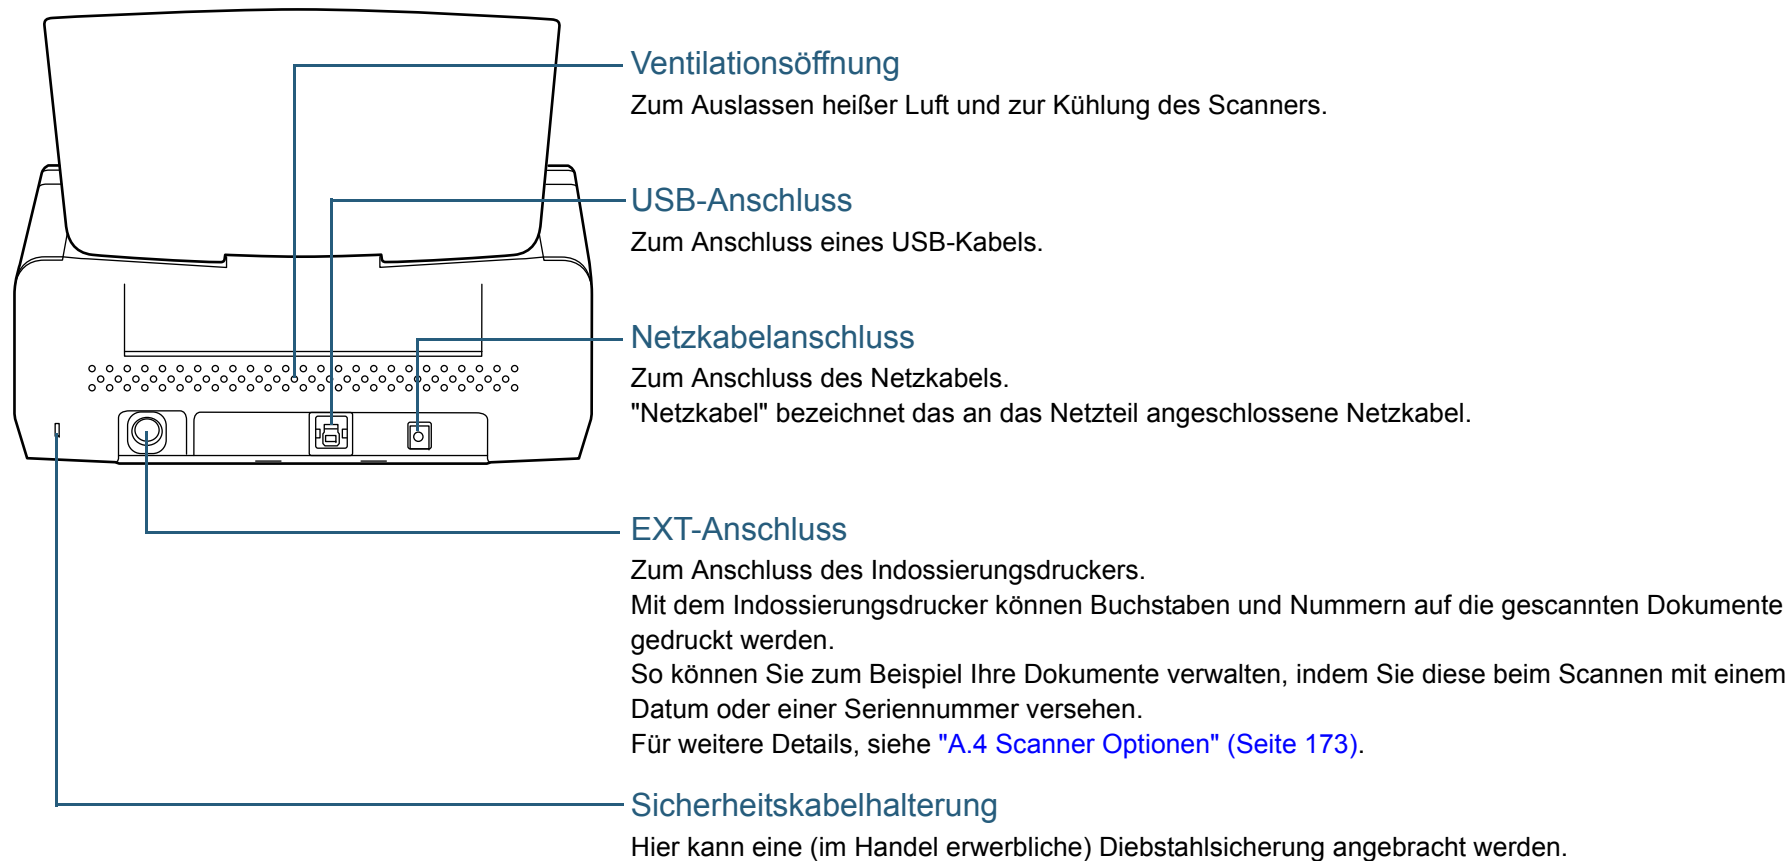 Ventilationsöffnung
Zum Auslassen heißer Luft und zur Kühlung des Scanners.
USB-Anschluss
Zum Anschluss eines USB-Kabels.
Netzkabelanschluss
Zum Anschluss des Netzkabels.
"Netzkabel" bezeichnet das an das Netzteil angeschlossene Netzkabel.
EXT-Anschluss
Zum Anschluss des Indossierungsdruckers.
Mit dem Indossierungsdrucker können Buchstaben und Nummern auf die gescannten Dokumente
gedruckt werden.
So können Sie zum Beispiel Ihre Dokumente verwalten, indem Sie diese beim Scannen mit einem
Datum oder einer Seriennummer versehen.
Für weitere Details, siehe "A.4 Scanner Optionen" (Seite 173).
Sicherheitskabelhalterung
Hier kann eine (im Handel erwerbliche) Diebstahlsicherung angebracht werden.